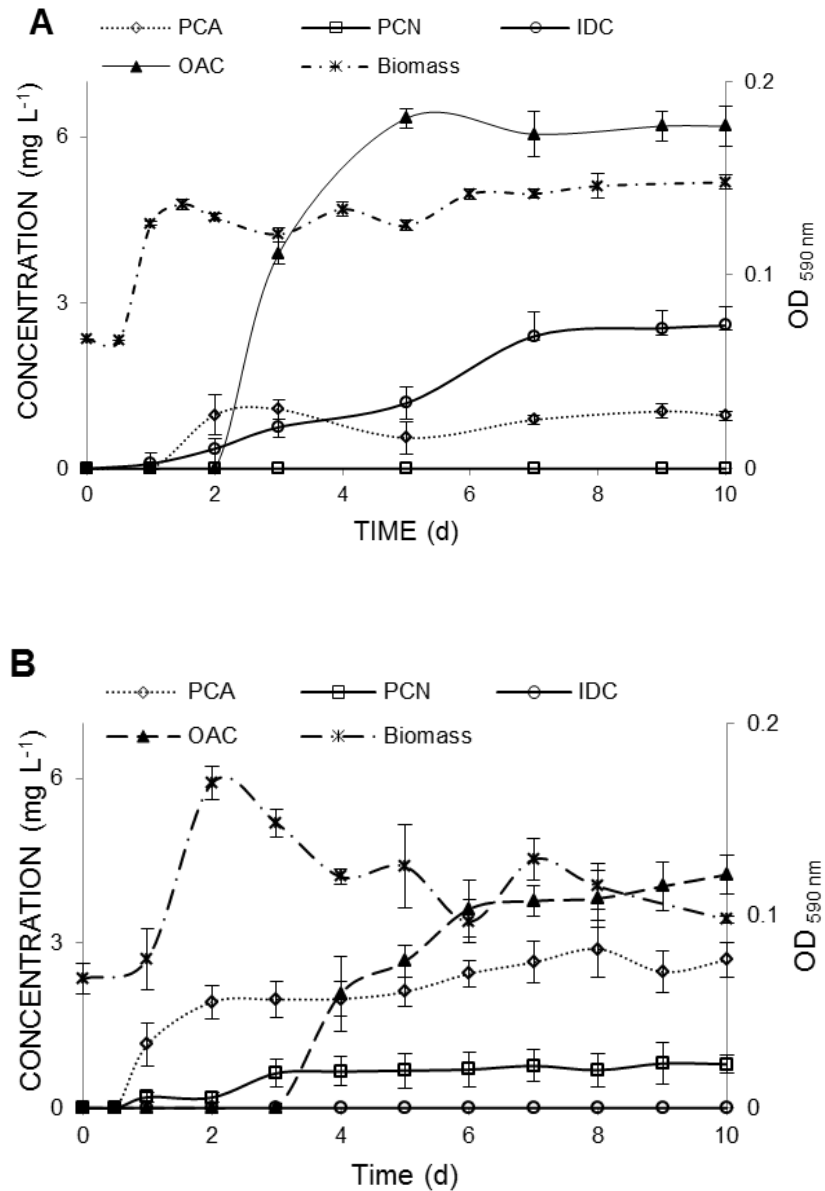 A
PCA PCN IDC
OAC Biomass
CONCENTRATION (mg L⁻¹)
6
3
0
0.2
0.1
0
OD 590 nm
0 2 4 6 8 10
TIME (d)
B
PCA PCN IDC
OAC Biomass
CONCENTRATION (mg L⁻¹)
6
3
0
0.2
0.1
0
OD 590 nm
0 2 4 6 8 10
Time (d)